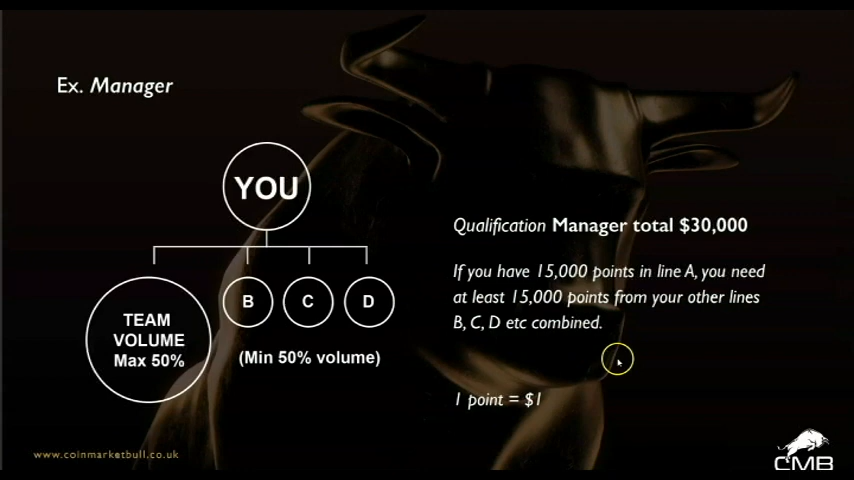 Ex. Manager
YOU
TEAM
VOLUME
Max 50%
B
C
D
(Min 50% volume)
Qualification Manager total $30,000
If you have 15,000 points in line A, you need
at least 15,000 points from your other lines
B, C, D etc combined.
1 point = $1
www.coinmarketbull.co.uk
CMB